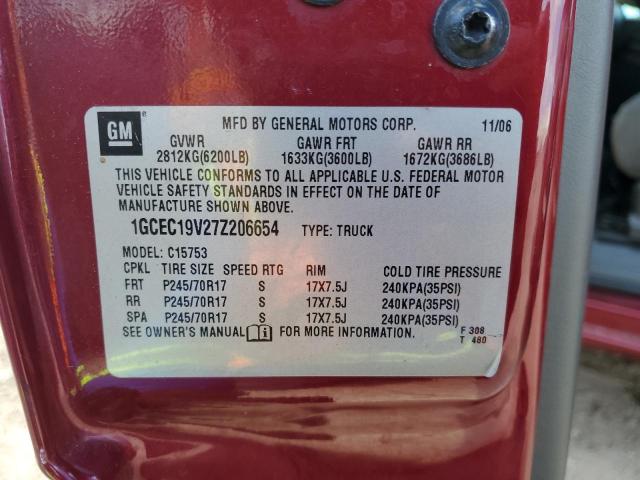 GM ® MFD BY GENERAL MOTORS CORP. 11/06
GVWR GAWR FRT GAWR RR
2812KG(6200LB) 1633KG(3600LB) 1672KG(3686LB)
THIS VEHICLE CONFORMS TO ALL APPLICABLE U.S. FEDERAL MOTOR
VEHICLE SAFETY STANDARDS IN EFFECT ON THE DATE OF
MANUFACTURE SHOWN ABOVE.
1GCEC19V27Z206654 TYPE: TRUCK
MODEL: C15753
CPKL TIRE SIZE SPEED RTG RIM COLD TIRE PRESSURE
FRT P245/70R17 S 17X7.5J 240KPA(35PSI)
RR P245/70R17 S 17X7.5J 240KPA(35PSI)
SPA P245/70R17 S 17X7.5J 240KPA(35PSI)
SEE OWNER'S MANUAL i FOR MORE INFORMATION.
F 308
T 480